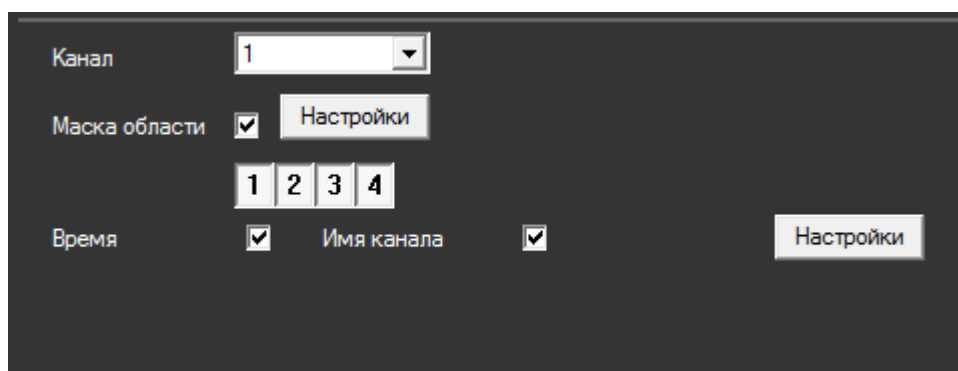 Канал 1
Маска области Настройки
1 2 3 4
Время Имя канала Настройки